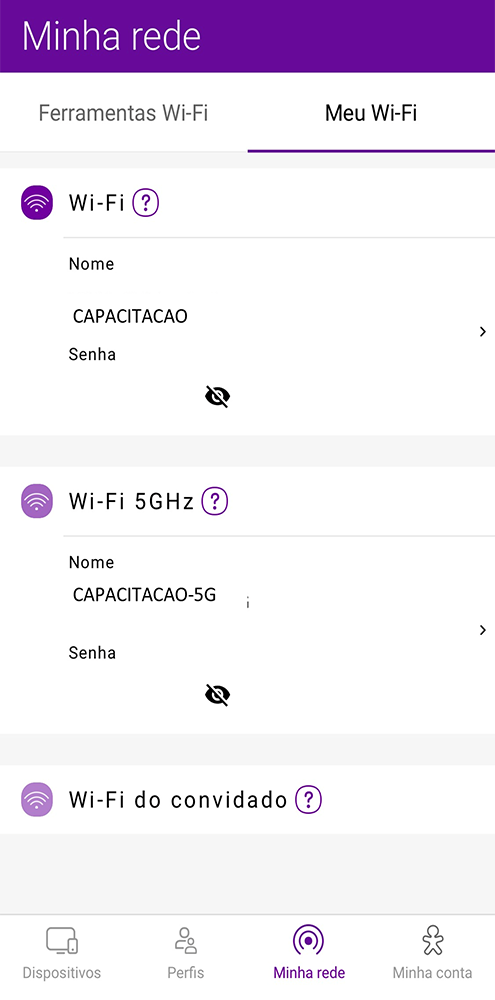 Minha rede
Ferramentas Wi-Fi
Meu Wi-Fi
Wi-Fi ?
Nome
CAPACITACAO
Senha
Wi-Fi 5GHz ?
Nome
CAPACITACAO-5G
Senha
Wi-Fi do convidado ?
Dispositivos
Perfis
Minha rede
Minha conta